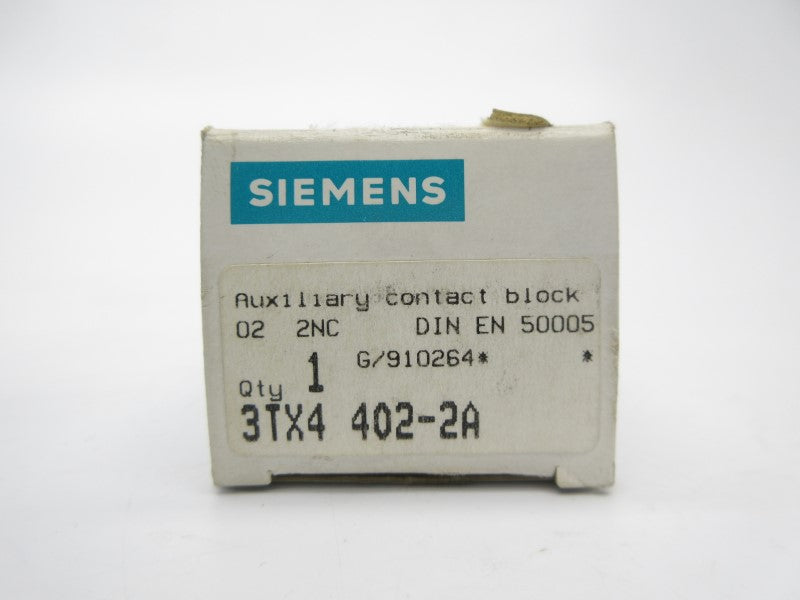 SIEMENS
Auxiliary contact block
02 2NC DIN EN 50005
G/910264* *
Qty 1
3TX4 402-2A